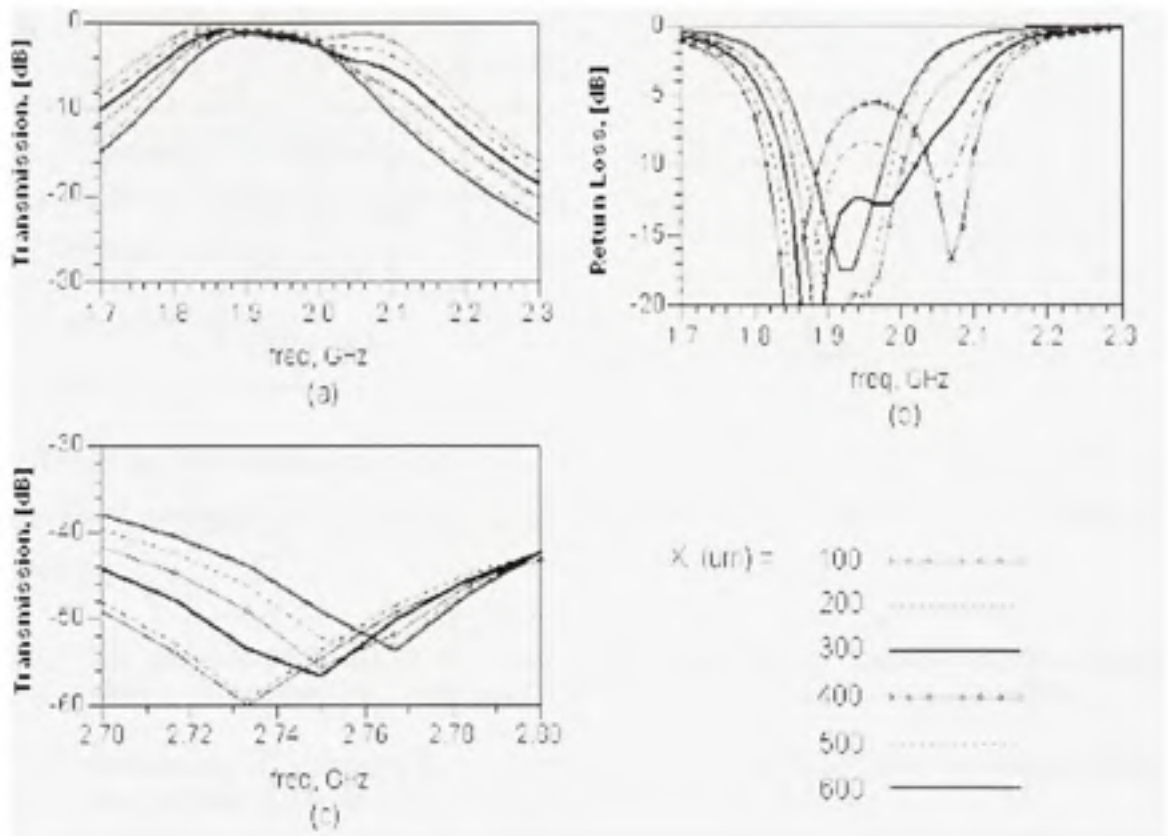 Transmission, [dB]
0
-10
-20
-30
1.7 1.8 1.9 2.0 2.1 2.2 2.3
freq, GHz
(a)
Return Loss, [dB]
0
-5
-10
-15
-20
1.7 1.8 1.9 2.0 2.1 2.2 2.3
freq, GHz
(b)
Transmission, [dB]
-30
-40
-50
-60
2.70 2.72 2.74 2.76 2.78 2.80
freq, GHz
(c)
X (um) = 100
200
300
400
500
600